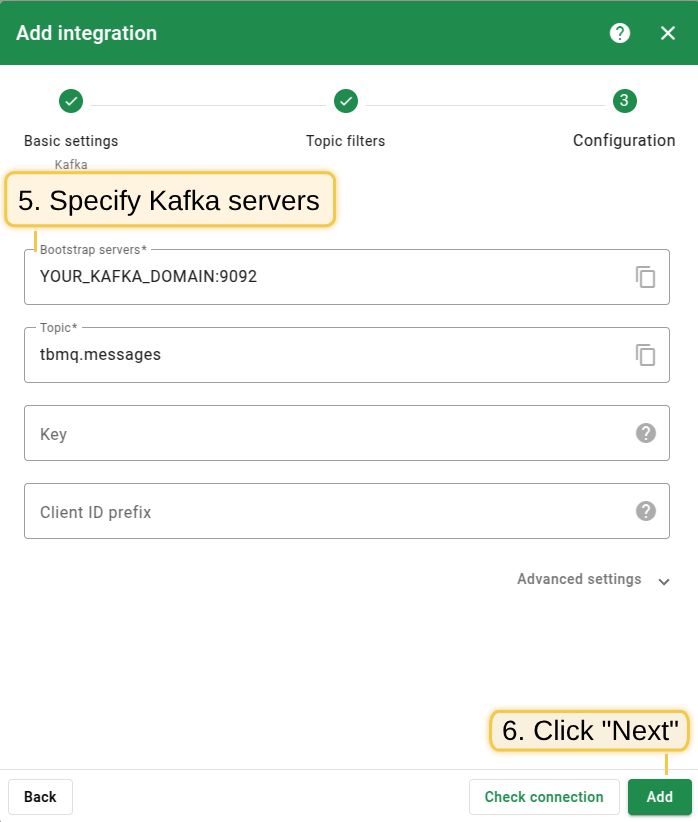 Add integration
?
3
Basic settings
Topic filters
Configuration
Kafka
5. Specify Kafka servers
Bootstrap servers*
YOUR_KAFKA_DOMAIN:9092
Topic*
tbmq.messages
Key
?
Client ID prefix
?
Advanced settings
6. Click "Next"
Back
Check connection
Add